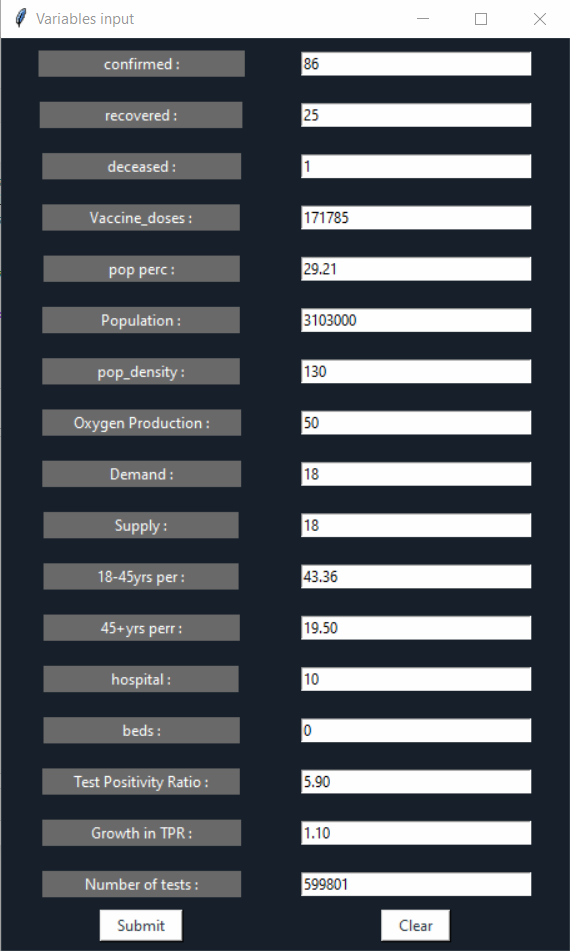 Variables input
confirmed : 86
recovered : 25
deceased : 1
Vaccine_doses : 171785
pop perc : 29.21
Population : 3103000
pop_density : 130
Oxygen Production : 50
Demand : 18
Supply : 18
18-45yrs per : 43.36
45+yrs perr : 19.50
hospital : 10
beds : 0
Test Positivity Ratio : 5.90
Growth in TPR : 1.10
Number of tests : 599801
Submit Clear